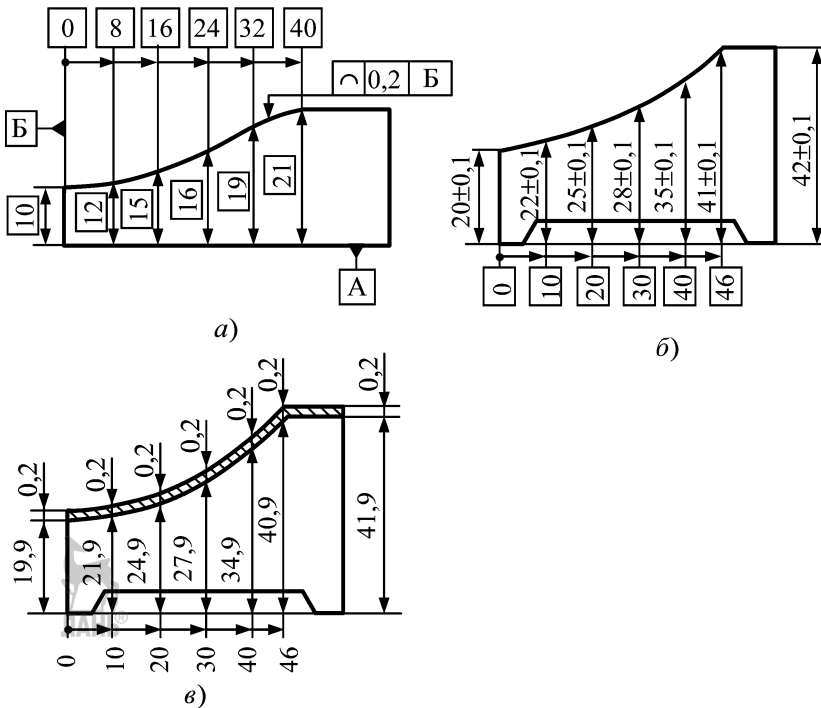 0 8 16 24 32 40
⌒ 0,2 Б
Б
10 12 15 16 19 21
А
а)
20±0,1 22±0,1 25±0,1 28±0,1 35±0,1 41±0,1 42±0,1
0 10 20 30 40 46
б)
0,2 0,2 0,2 0,2 0,2 0,2 0,2
19,9 21,9 24,9 27,9 34,9 40,9 41,9
ЛАНЬ®
0 10 20 30 40 46
в)